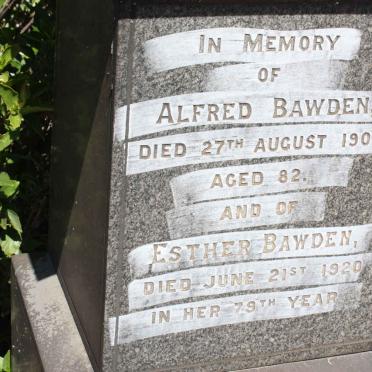 IN MEMORY
OF
ALFRED BAWDEN
DIED 27TH AUGUST 190
AGED 82.
AND OF
ESTHER BAWDEN,
DIED JUNE 21ST 1920
IN HER 79TH YEAR